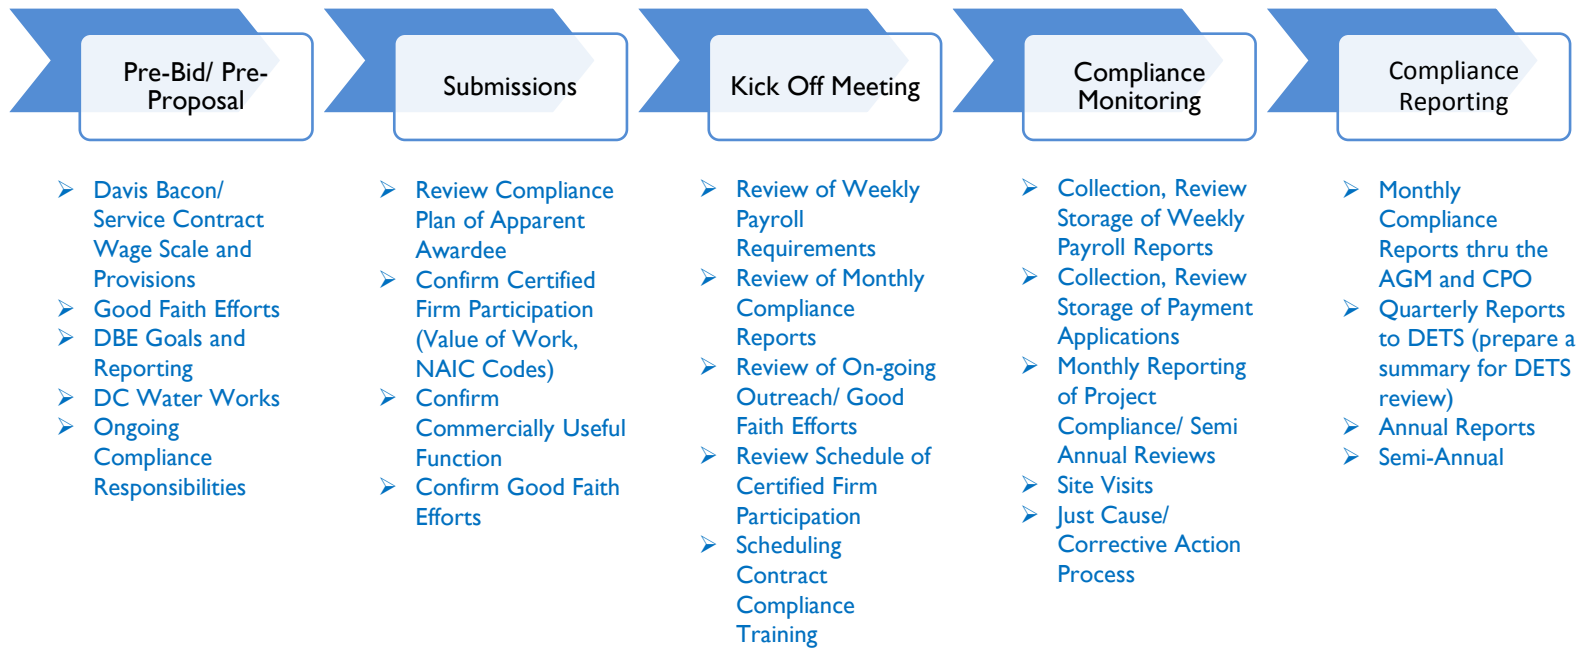 Pre-Bid/ Pre-
Proposal
Submissions
Kick Off Meeting
Compliance
Monitoring
Compliance
Reporting
➢ Davis Bacon/
Service Contract
Wage Scale and
Provisions
➢ Good Faith Efforts
➢ DBE Goals and
Reporting
➢ DC Water Works
➢ Ongoing
Compliance
Responsibilities
➢ Review Compliance
Plan of Apparent
Awardee
➢ Confirm Certified
Firm Participation
(Value of Work,
NAIC Codes)
➢ Confirm
Commercially Useful
Function
➢ Confirm Good Faith
Efforts
➢ Review of Weekly
Payroll
Requirements
➢ Review of Monthly
Compliance
Reports
➢ Review of On-going
Outreach/ Good
Faith Efforts
➢ Review Schedule of
Certified Firm
Participation
➢ Scheduling
Contract
Compliance
Training
➢ Collection, Review
Storage of Weekly
Payroll Reports
➢ Collection, Review
Storage of Payment
Applications
➢ Monthly Reporting
of Project
Compliance/ Semi
Annual Reviews
➢ Site Visits
➢ Just Cause/
Corrective Action
Process
➢ Monthly
Compliance
Reports thru the
AGM and CPO
➢ Quarterly Reports
to DETS (prepare a
summary for DETS
review)
➢ Annual Reports
➢ Semi-Annual